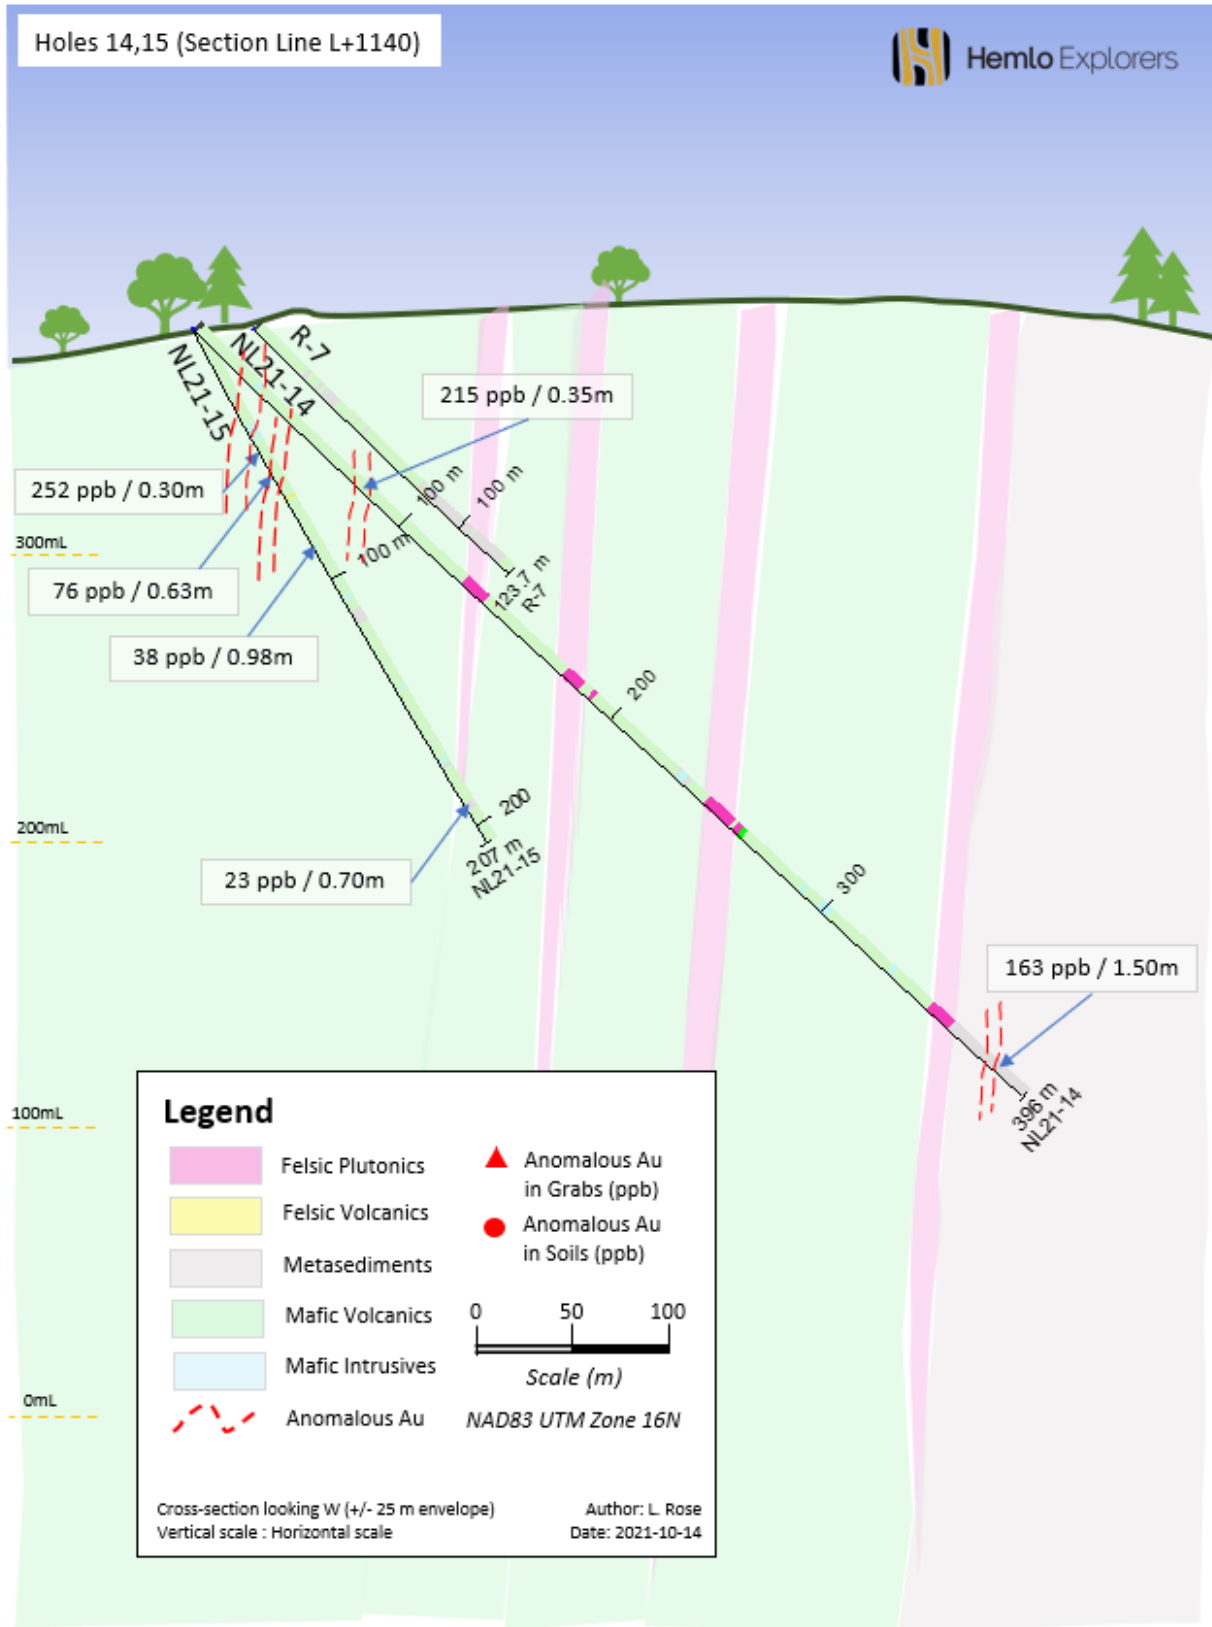 Holes 14,15 (Section Line L+1140)
Hemlo Explorers
R-7
NL21-14
NL21-15
215 ppb / 0.35m
252 ppb / 0.30m
100 m
100 m
100 m
300mL
76 ppb / 0.63m
123.7 m
R-7
38 ppb / 0.98m
200
200
200mL
207 m
NL21-15
23 ppb / 0.70m
300
163 ppb / 1.50m
396 m
NL21-14
100mL
0mL
Legend
Felsic Plutonics
Felsic Volcanics
Metasediments
Mafic Volcanics
Mafic Intrusives
Anomalous Au
Anomalous Au
in Grabs (ppb)
Anomalous Au
in Soils (ppb)
0 50 100
Scale (m)
NAD83 UTM Zone 16N
Cross-section looking W (+/- 25 m envelope)
Vertical scale : Horizontal scale
Author: L. Rose
Date: 2021-10-14